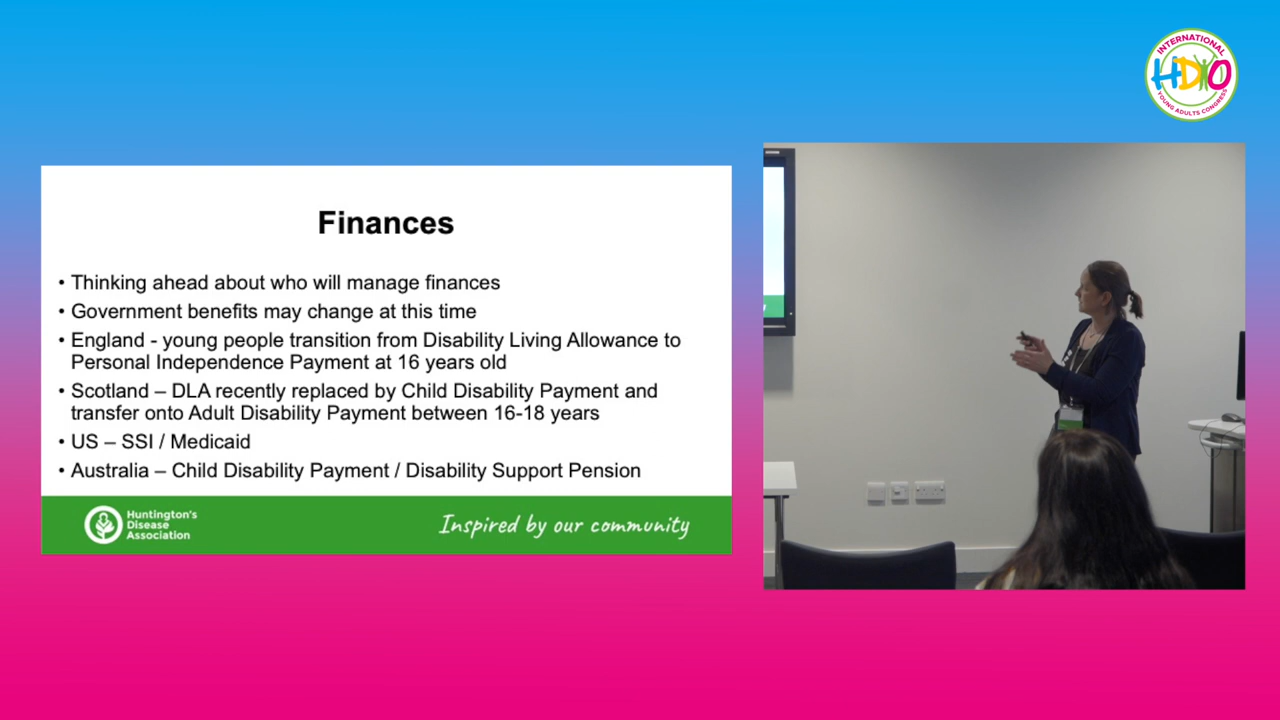 INTERNATIONAL
HDYO
YOUNG ADULTS CONGRESS
Finances
• Thinking ahead about who will manage finances
• Government benefits may change at this time
• England - young people transition from Disability Living Allowance to
Personal Independence Payment at 16 years old
• Scotland – DLA recently replaced by Child Disability Payment and
transfer onto Adult Disability Payment between 16-18 years
• US – SSI / Medicaid
• Australia – Child Disability Payment / Disability Support Pension
Huntington's
Disease
Association
Inspired by our community